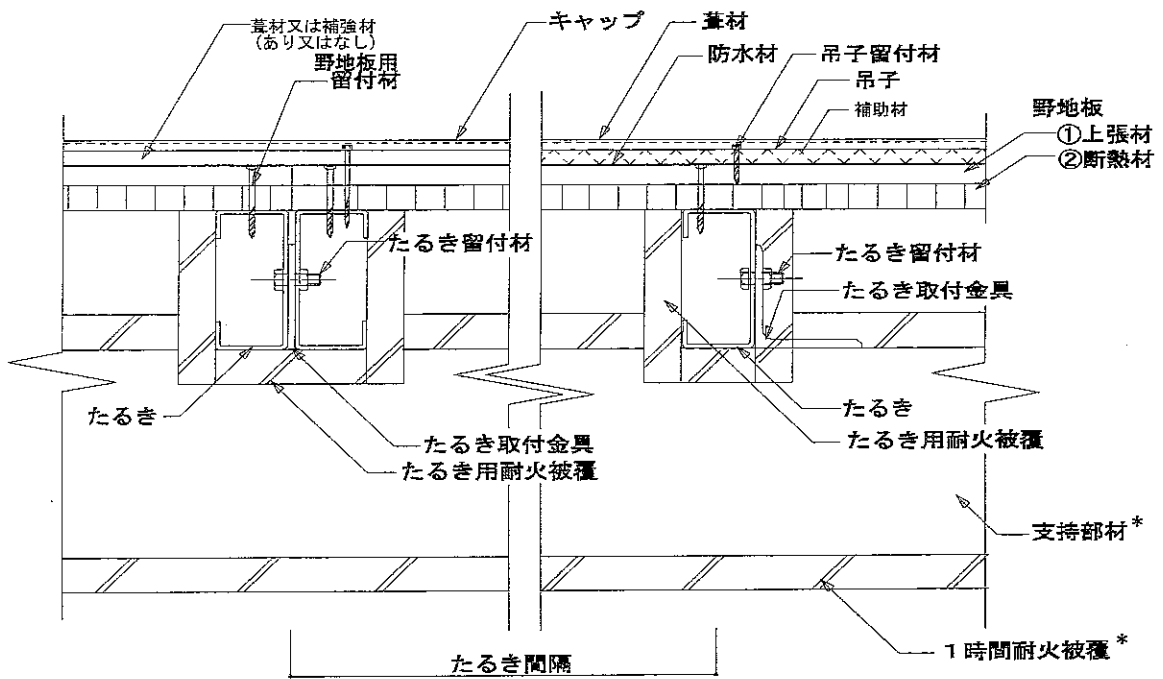 葺材又は補強材
(あり又はなし)
野地板用
留付材
キャップ
葺材
防水材
吊子留付材
吊子
補助材
野地板
①上張材
②断熱材
たるき留付材
たるき留付材
たるき取付金具
たるき
たるき取付金具
たるき用耐火被覆
たるき
たるき用耐火被覆
支持部材*
1時間耐火被覆*
たるき間隔